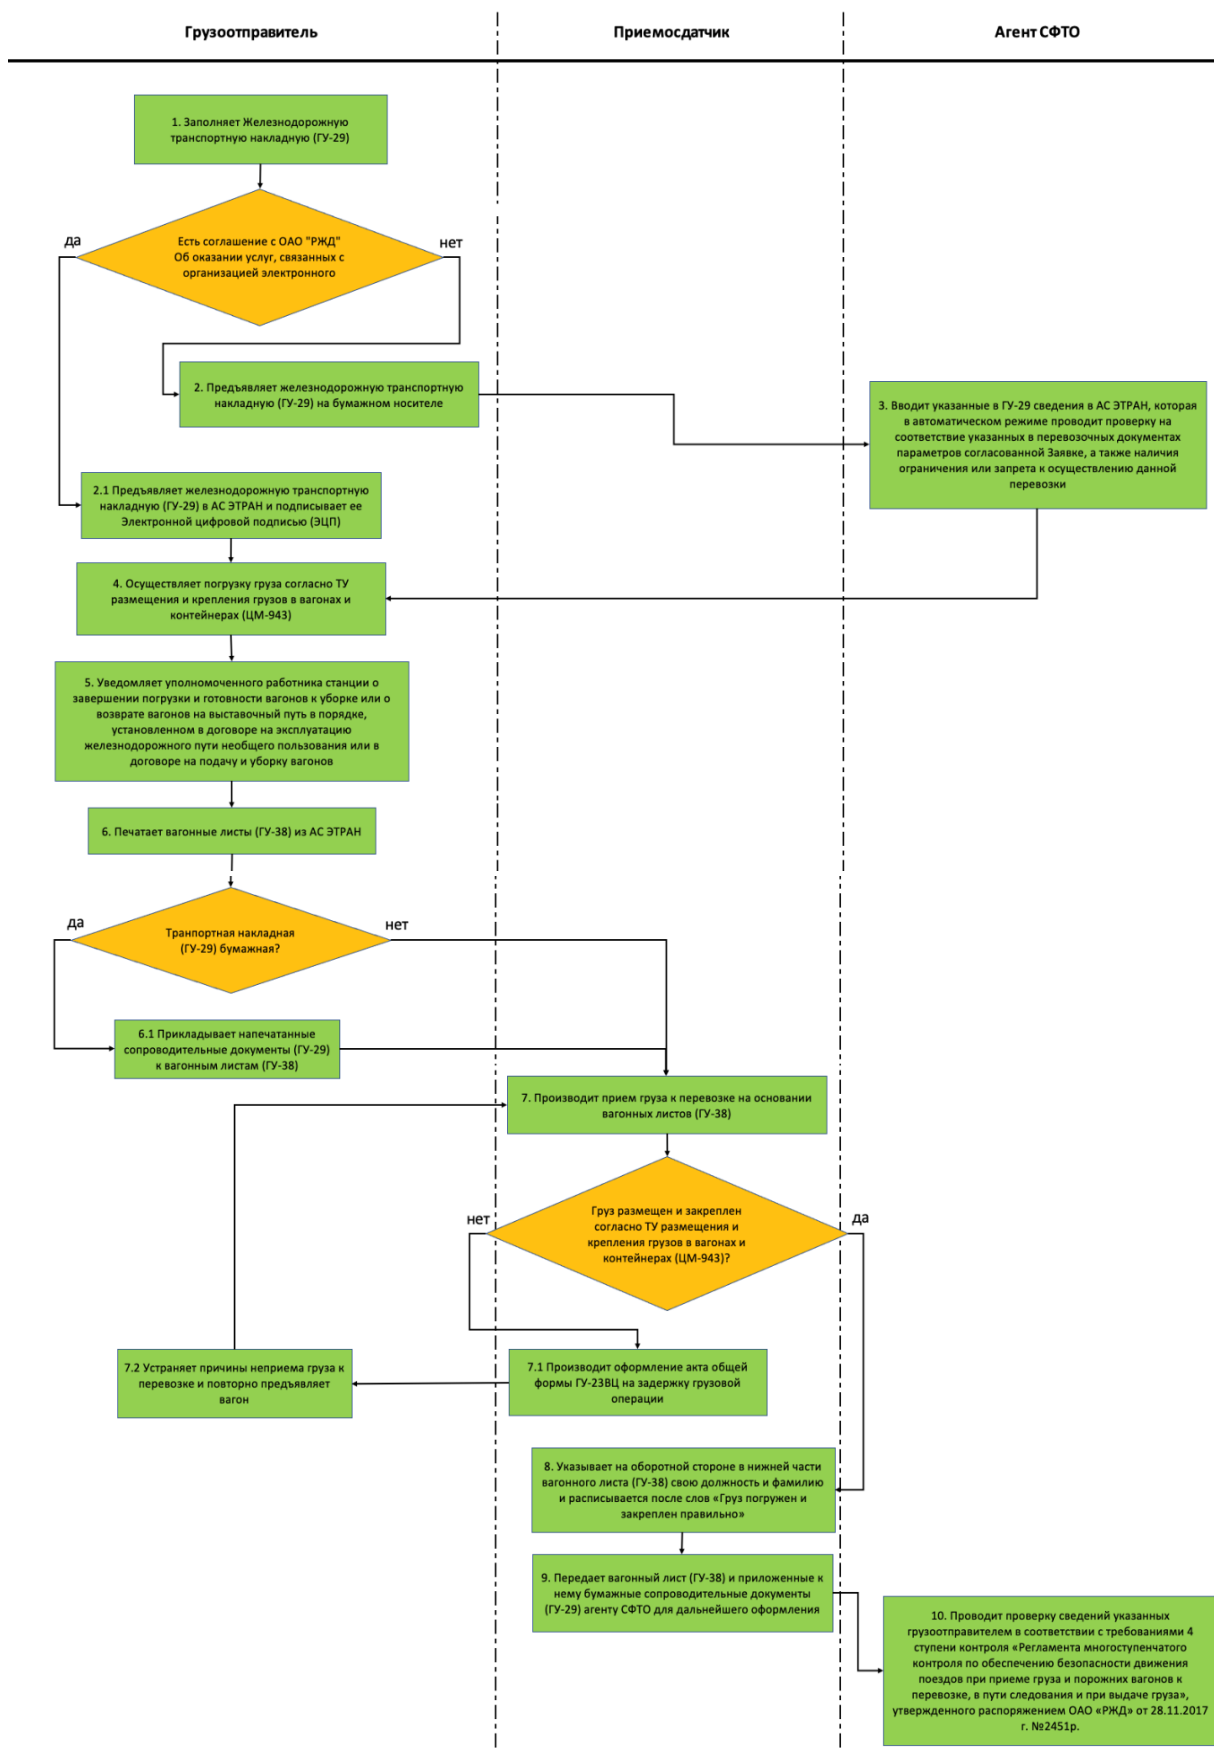 Грузоотправитель
Приемосдатчик
Агент СФТО
1. Заполняет Железнодорожную
транспортную накладную (ГУ-29)
да
Есть соглашение с ОАО "РЖД"
Об оказании услуг, связанных с
организацией электронного
нет
2. Предъявляет железнодорожную транспортную
накладную (ГУ-29) на бумажном носителе
3. Вводит указанные в ГУ-29 сведения в АС ЭТРАН, которая
в автоматическом режиме проводит проверку на
соответствие указанных в перевозочных документах
параметров согласованной Заявке, а также наличия
ограничения или запрета к осуществлению данной
перевозки
2.1 Предъявляет железнодорожную транспортную
накладную (ГУ-29) в АС ЭТРАН и подписывает ее
Электронной цифровой подписью (ЭЦП)
4. Осуществляет погрузку груза согласно ТУ
размещения и крепления грузов в вагонах и
контейнерах (ЦМ-943)
5. Уведомляет уполномоченного работника станции о
завершении погрузки и готовности вагонов к уборке или о
возврате вагонов на выставочный путь в порядке,
установленном в договоре на эксплуатацию
железнодорожного пути необщего пользования или в
договоре на подачу и уборку вагонов
6. Печатает вагонные листы (ГУ-38) из АС ЭТРАН
да
Транпортная накладная
(ГУ-29) бумажная?
нет
6.1 Прикладывает напечатанные
сопроводительные документы (ГУ-29)
к вагонным листам (ГУ-38)
7. Производит прием груза к перевозке на основании
вагонных листов (ГУ-38)
нет
Груз размещен и закреплен
согласно ТУ размещения и
крепления грузов в вагонах и
контейнерах (ЦМ-943)?
да
7.2 Устраняет причины неприема груза к
перевозке и повторно предъявляет
вагон
7.1 Производит оформление акта общей
формы ГУ-23ВЦ на задержку грузовой
операции
8. Указывает на оборотной стороне в нижней части
вагонного листа (ГУ-38) свою должность и фамилию
и расписывается после слов «Груз погружен и
закреплен правильно»
9. Передает вагонный лист (ГУ-38) и приложенные к
нему бумажные сопроводительные документы
(ГУ-29) агенту СФТО для дальнейшего оформления
10. Проводит проверку сведений указанных
грузоотправителем в соответствии с требованиями 4
ступени контроля «Регламента многоступенчатого
контроля по обеспечению безопасности движения
поездов при приеме груза и порожних вагонов к
перевозке, в пути следования и при выдаче груза»,
утвержденного распоряжением ОАО «РЖД» от 28.11.2017
г. №2451р.